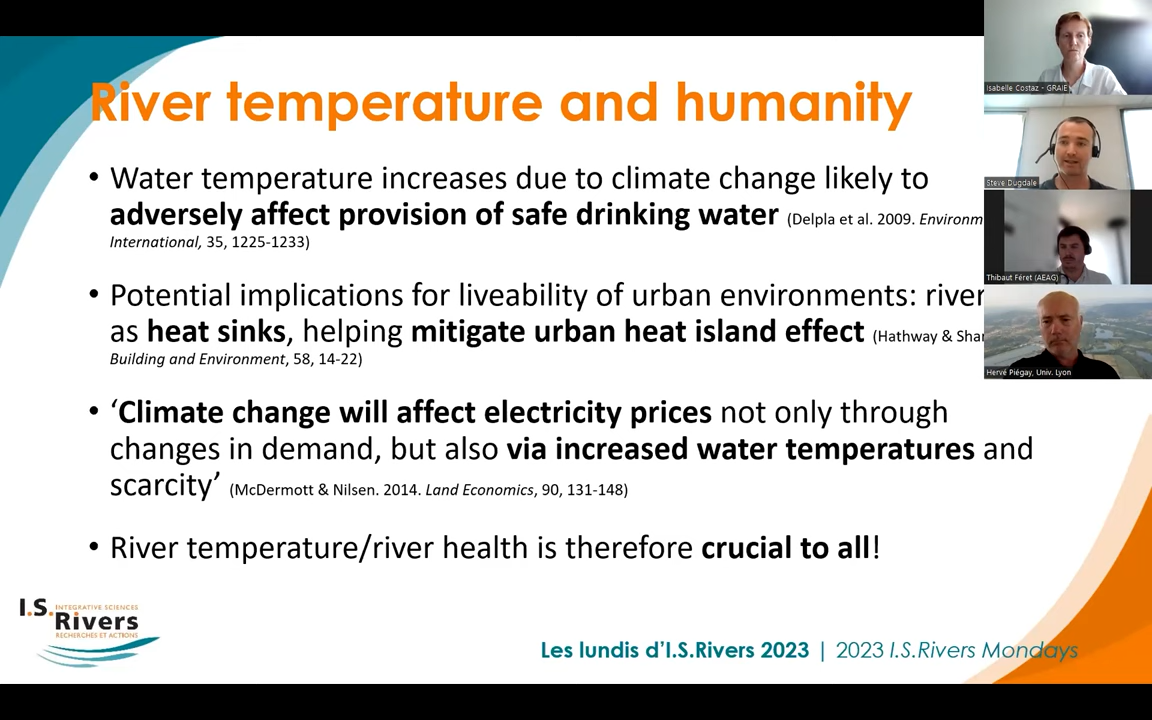 River temperature and humanity
• Water temperature increases due to climate change likely to
adversely affect provision of safe drinking water (Delpla et al. 2009.
International, 35, 1225-1233)
• Potential implications for liveability of urban environments:
as heat sinks, helping mitigate urban heat island effect (Hathway &
Building and Environment, 58, 14-22)
• ‘Climate change will affect electricity prices not only through
changes in demand, but also via increased water temperatures and
scarcity’ (McDermott & Nilsen. 2014. Land Economics, 90, 131-148)
• River temperature/river health is therefore crucial to all!
I.S. INTEGRATIVE SCIENCES
Rivers
RECHERCHES ET ACTIONS
Les lundis d’I.S.Rivers 2023 | 2023 I.S.Rivers Mondays
Isabelle Costaz - GRAIE
Steve Dugdale
Thibaut Féret (AEAG)
Hervé Piégay, Univ. Lyon